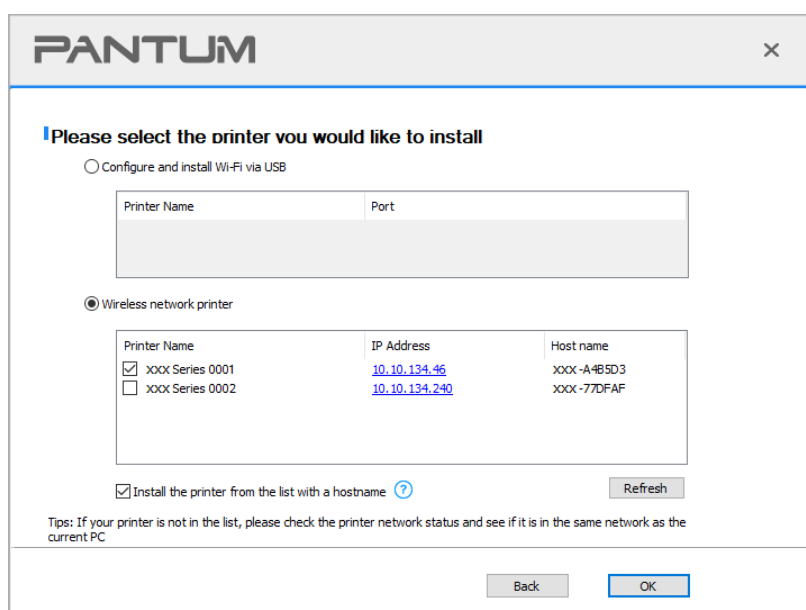 PANTUM
Please select the printer you would like to install
Configure and install Wi-Fi via USB
Printer Name Port
Wireless network printer
Printer Name IP Address Host name
XXX Series 0001 10.10.134.46 XXX-A4B5D3
XXX Series 0002 10.10.134.240 XXX-77DFAF
Install the printer from the list with a hostname ? Refresh
Tips: If your printer is not in the list, please check the printer network status and see if it is in the same network as the
current PC
Back OK